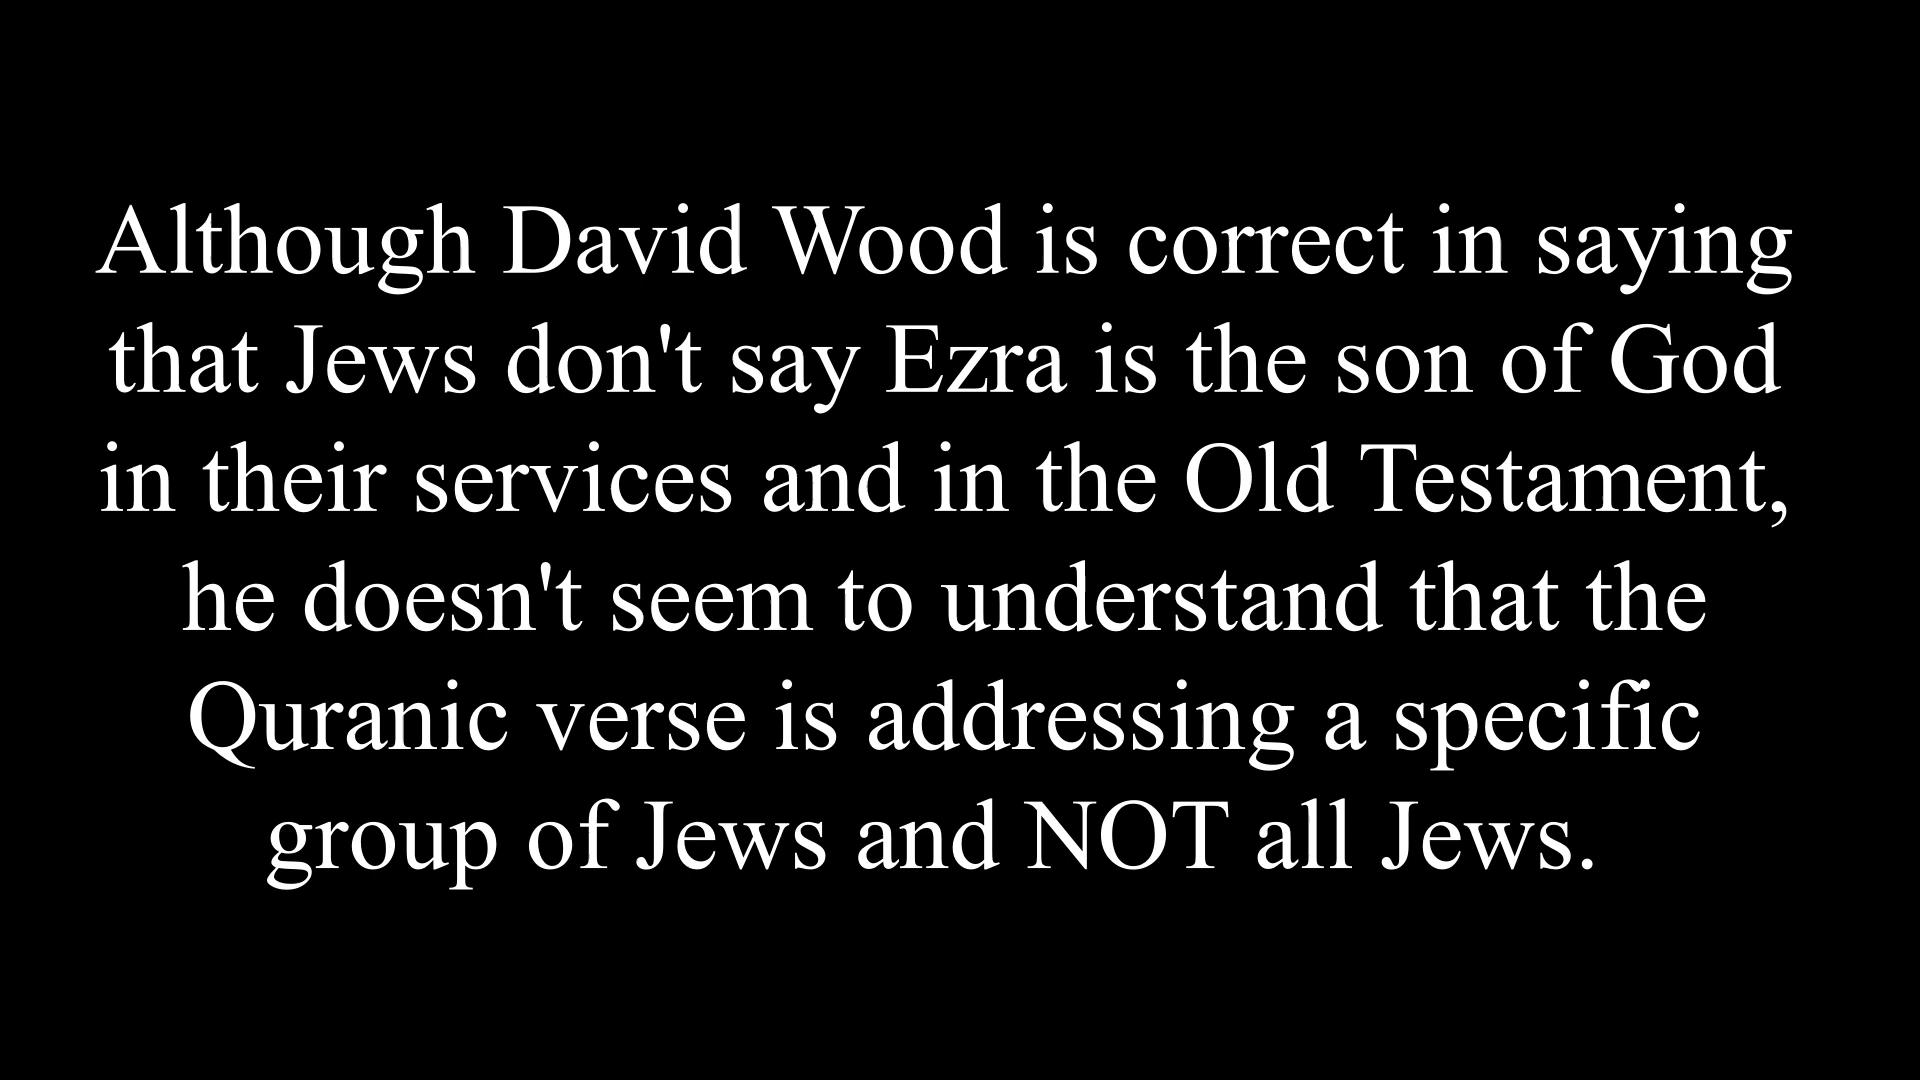 Although David Wood is correct in saying
that Jews don't say Ezra is the son of God
in their services and in the Old Testament,
he doesn't seem to understand that the
Quranic verse is addressing a specific
group of Jews and NOT all Jews.